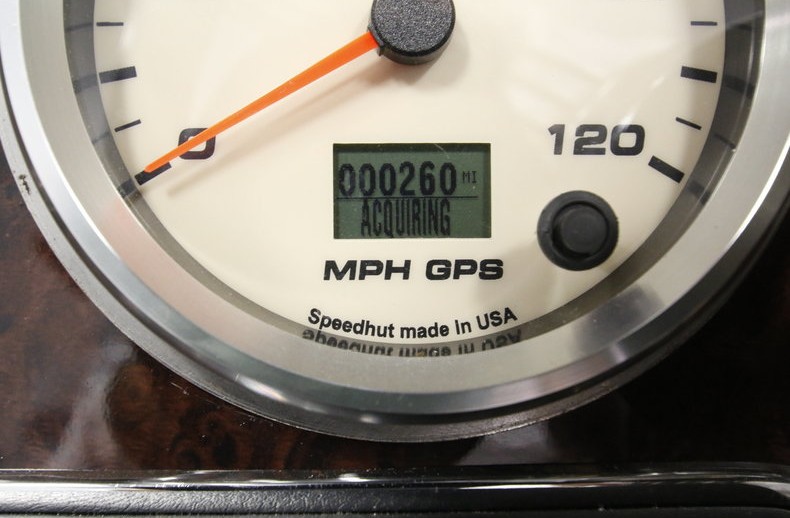 0
120
000260 MI
ACQUIRING
MPH GPS
Speedhut made in USA